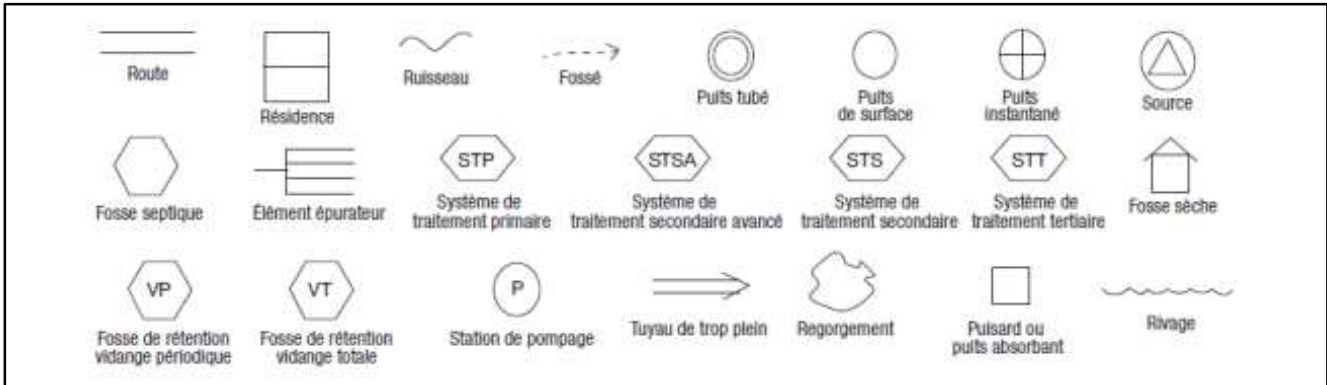 Route
Résidence
Ruisseau
Fossé
Puits tubé
Puits
de surface
Puits
instantané
Source
Fosse septique
Élément épurateur
STP
Système de
traitement primaire
STSA
Système de
traitement secondaire avancé
STS
Système de
traitement secondaire
STT
Système de
traitement tertiaire
Fosse sèche
VP
Fosse de rétention
vidange périodique
VT
Fosse de rétention
vidange totale
P
Station de pompage
Tuyau de trop plein
Regorgement
Puisard ou
puits absorbant
Rivage